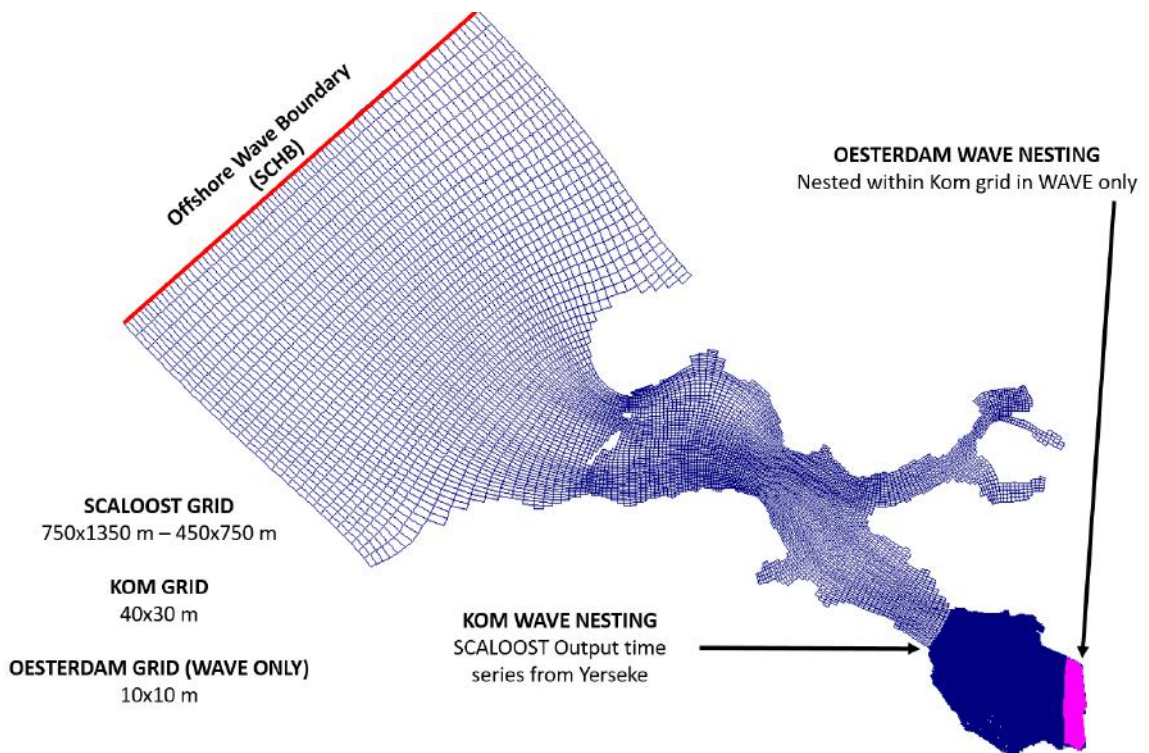 Offshore Wave Boundary
(SCHB)
OESTERDAM WAVE NESTING
Nested within Kom grid in WAVE only
SCALOOST GRID
750x1350 m – 450x750 m
KOM GRID
40x30 m
OESTERDAM GRID (WAVE ONLY)
10x10 m
KOM WAVE NESTING
SCALOOST Output time
series from Yerseke